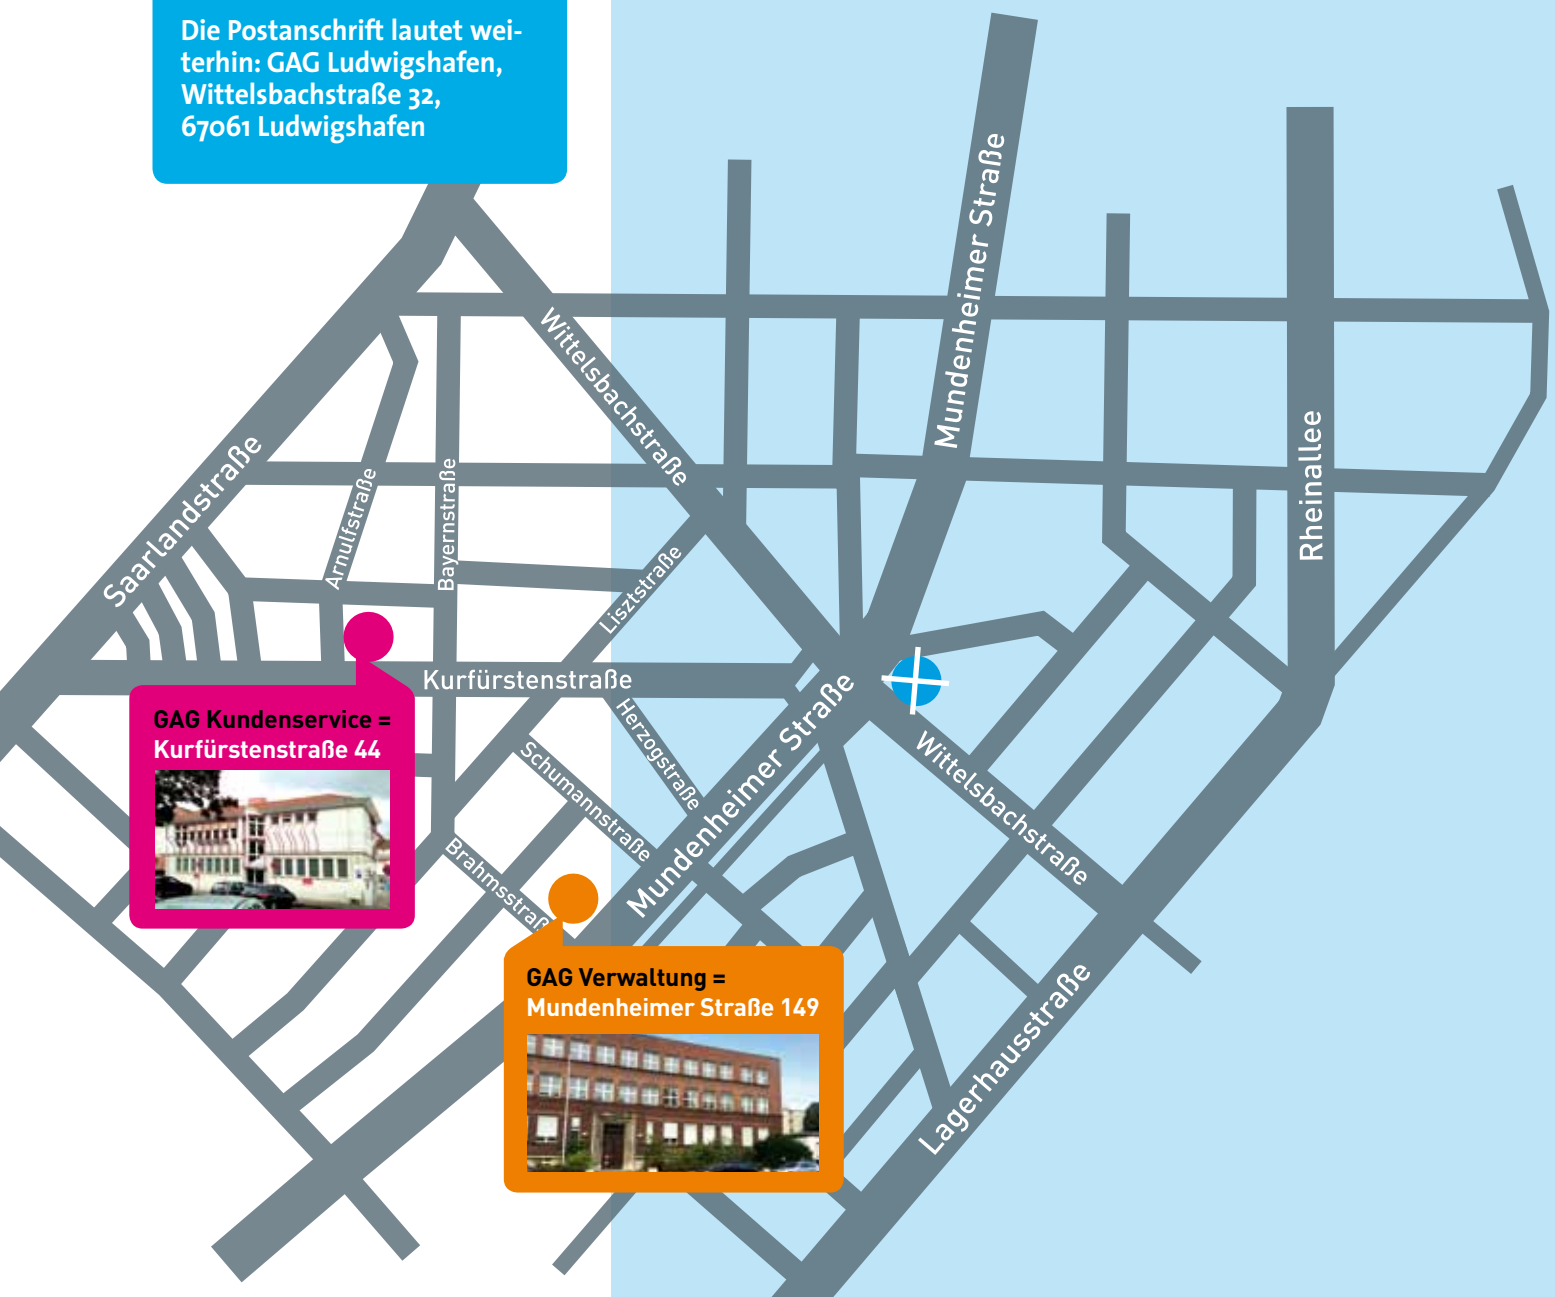 Die Postanschrift lautet wei-
terhin: GAG Ludwigshafen,
Wittelsbachstraße 32,
67061 Ludwigshafen
Mundenheimer Straße
Wittelsbachstraße
Rheinallee
Saarlandstraße
Arnulfstraße
Bayernstraße
Lisztstraße
Kurfürstenstraße
Herzogstraße
Mundenheimer Straße
Schumannstraße
Wittelsbachstraße
Brahmsstraß
Lagerhausstraße
GAG Kundenservice =
Kurfürstenstraße 44
GAG Verwaltung =
Mundenheimer Straße 149